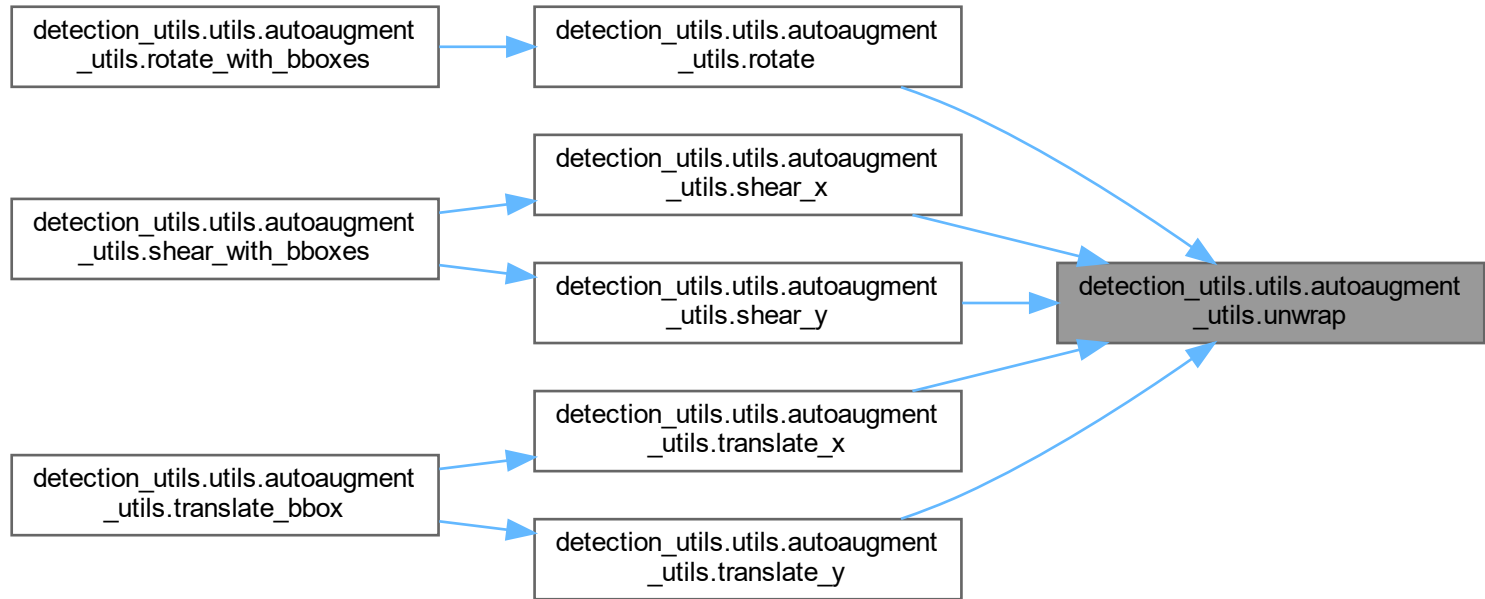 detection_utils.utils.autoaugment
_utils.rotate_with_bboxes
detection_utils.utils.autoaugment
_utils.rotate
detection_utils.utils.autoaugment
_utils.shear_with_bboxes
detection_utils.utils.autoaugment
_utils.shear_x
detection_utils.utils.autoaugment
_utils.shear_y
detection_utils.utils.autoaugment
_utils.unwrap
detection_utils.utils.autoaugment
_utils.translate_bbox
detection_utils.utils.autoaugment
_utils.translate_x
detection_utils.utils.autoaugment
_utils.translate_y